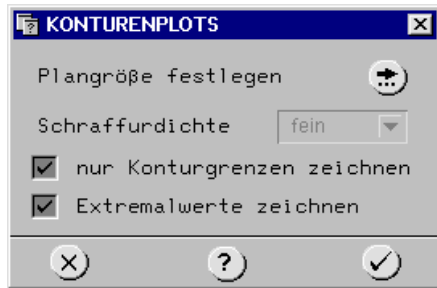 KONTURENPLOTS
Plangröße festlegen
Schraffurdichte fein
nur Konturgrenzen zeichnen
Extremalwerte zeichnen
?